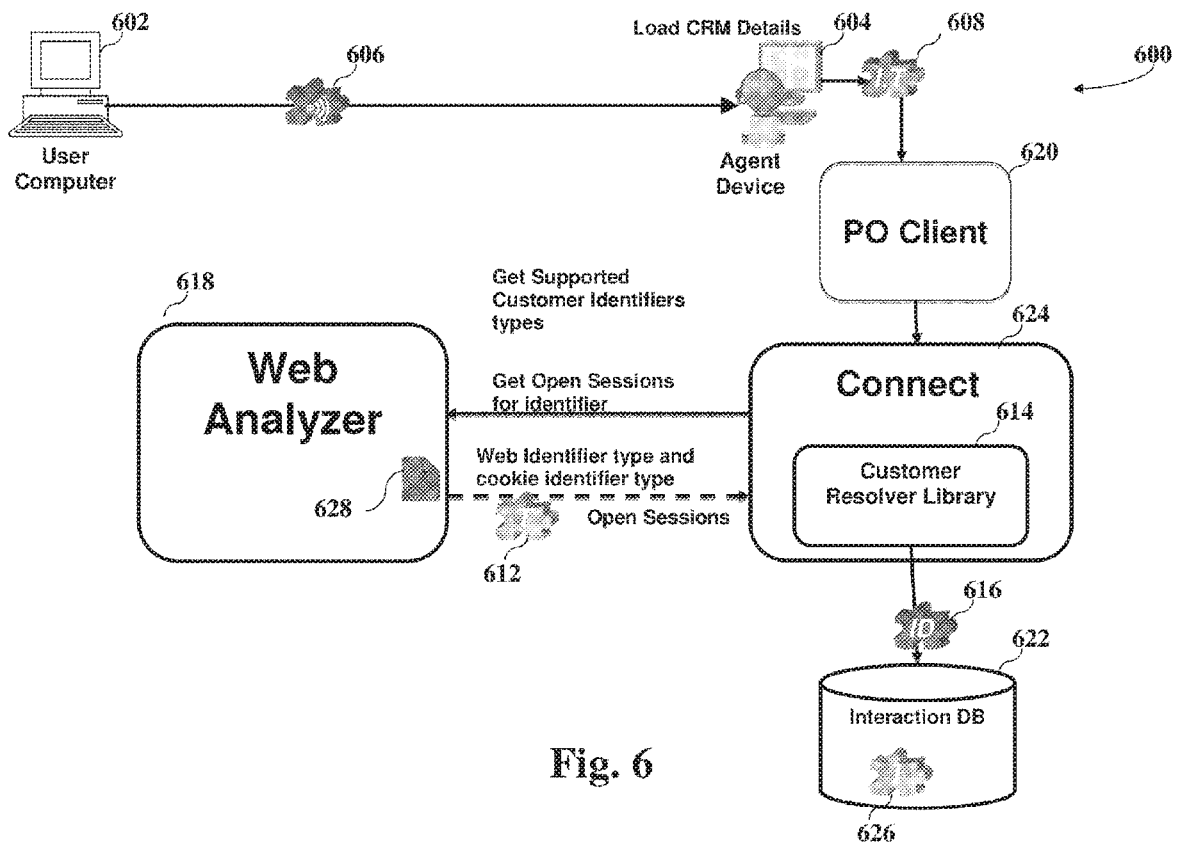 602
606
Load CRM Details
604
608
600
User
Computer
Agent
Device
620
PO Client
618
Get Supported
Customer Identifiers
types
624
Web
Analyzer
Get Open Sessions
for identifier
Connect
614
Web Identifier type and
cookie identifier type
Customer
Resolver Library
628
Open Sessions
612
616
ID
622
Interaction DB
Fig. 6
626